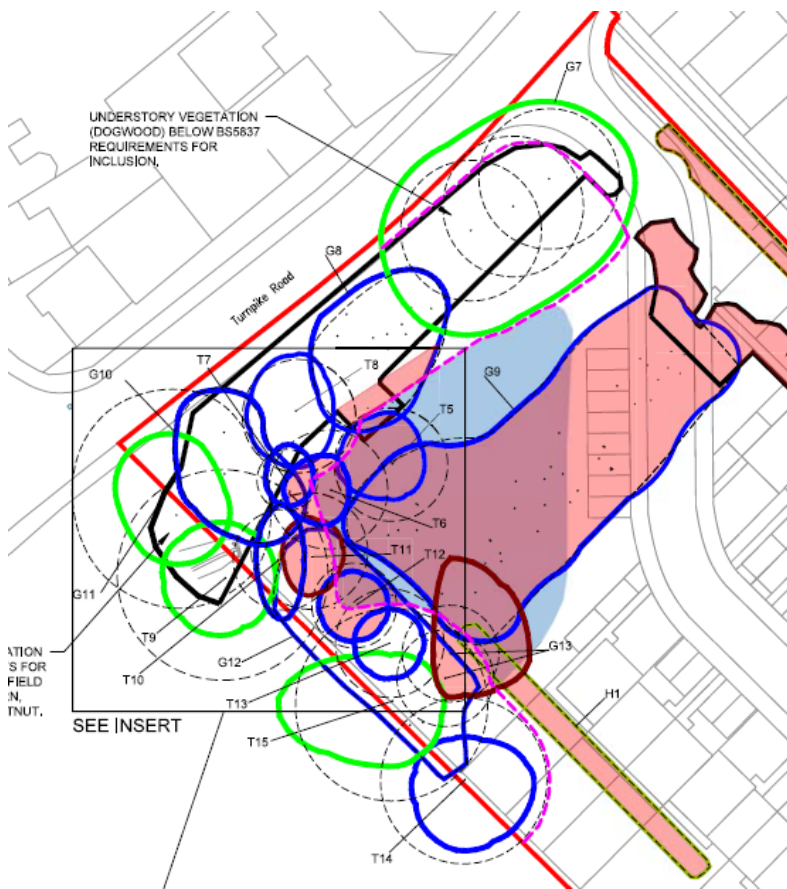 G7
UNDERSTORY VEGETATION
(DOGWOOD) BELOW BS5837
REQUIREMENTS FOR
INCLUSION.
G8
Turnpike Road
T7
G10
T8
G9
T5
T6
T11
T12
G11
T9
G12
G13
T10
ATION
S FOR
FIELD
N,
TNUT.
T13
H1
SEE INSERT
T15
T14